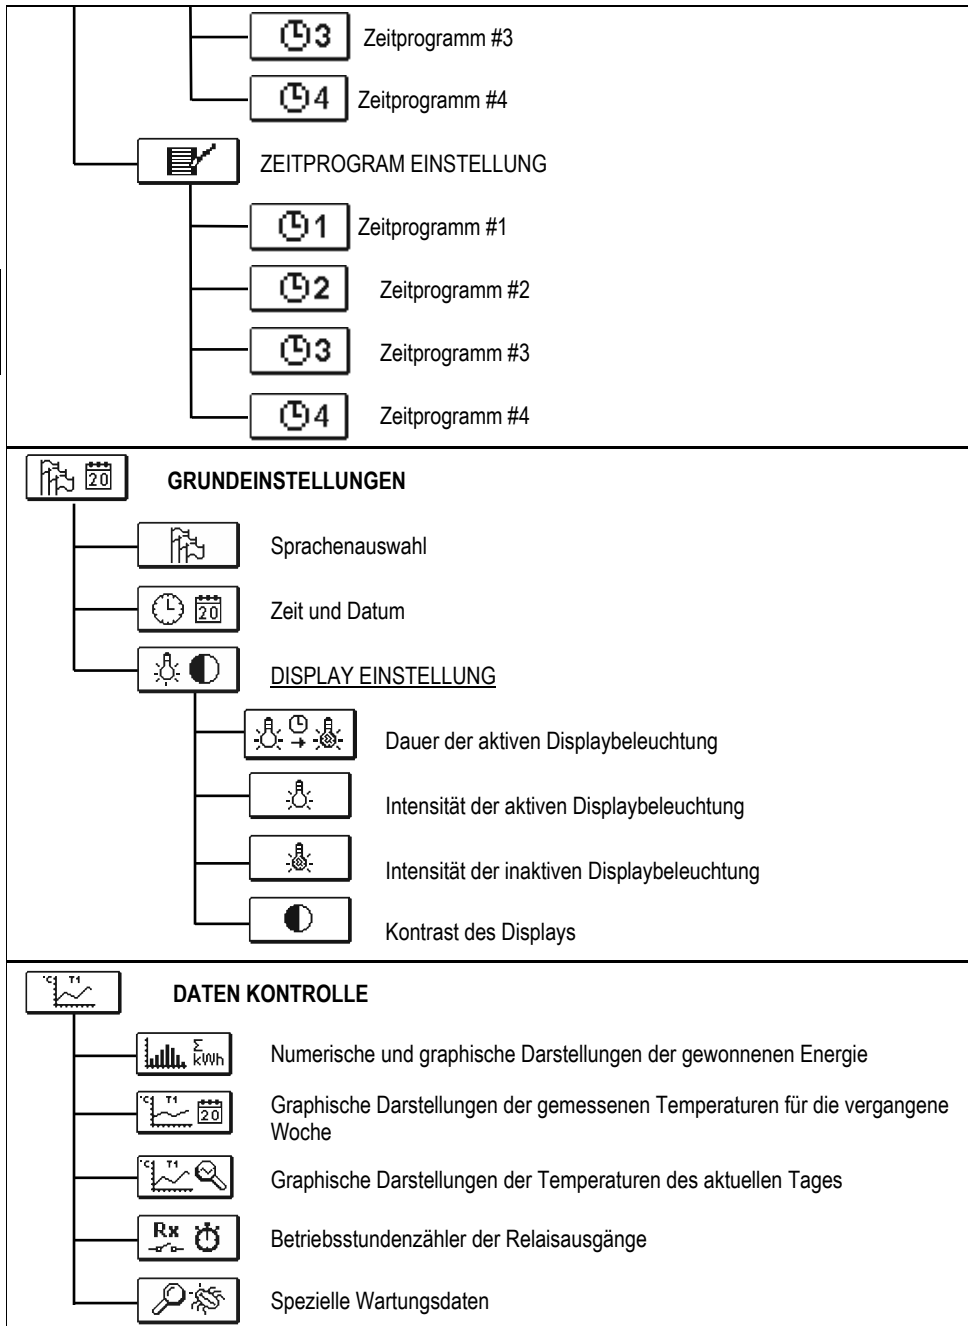 3 Zeitprogramm #3
4 Zeitprogramm #4
ZEITPROGRAM EINSTELLUNG
1 Zeitprogramm #1
2 Zeitprogramm #2
3 Zeitprogramm #3
4 Zeitprogramm #4
20 GRUNDEINSTELLUNGEN
Sprachenauswahl
20 Zeit und Datum
DISPLAY EINSTELLUNG
Dauer der aktiven Displaybeleuchtung
Intensität der aktiven Displaybeleuchtung
Intensität der inaktiven Displaybeleuchtung
Kontrast des Displays
°C T1 DATEN KONTROLLE
Σ kWh Numerische und graphische Darstellungen der gewonnenen Energie
°C T1 20 Graphische Darstellungen der gemessenen Temperaturen für die vergangene
Woche
°C T1 Graphische Darstellungen der Temperaturen des aktuellen Tages
Rx Betriebsstundenzähler der Relaisausgänge
Spezielle Wartungsdaten